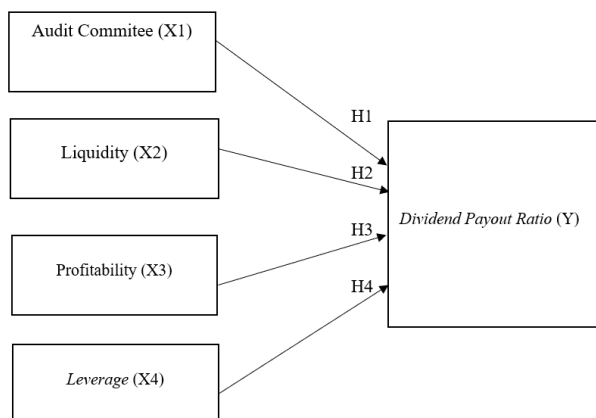 Audit Commitee (X1)
H1
Liquidity (X2)
H2
Dividend Payout Ratio (Y)
H3
Profitability (X3)
H4
Leverage (X4)